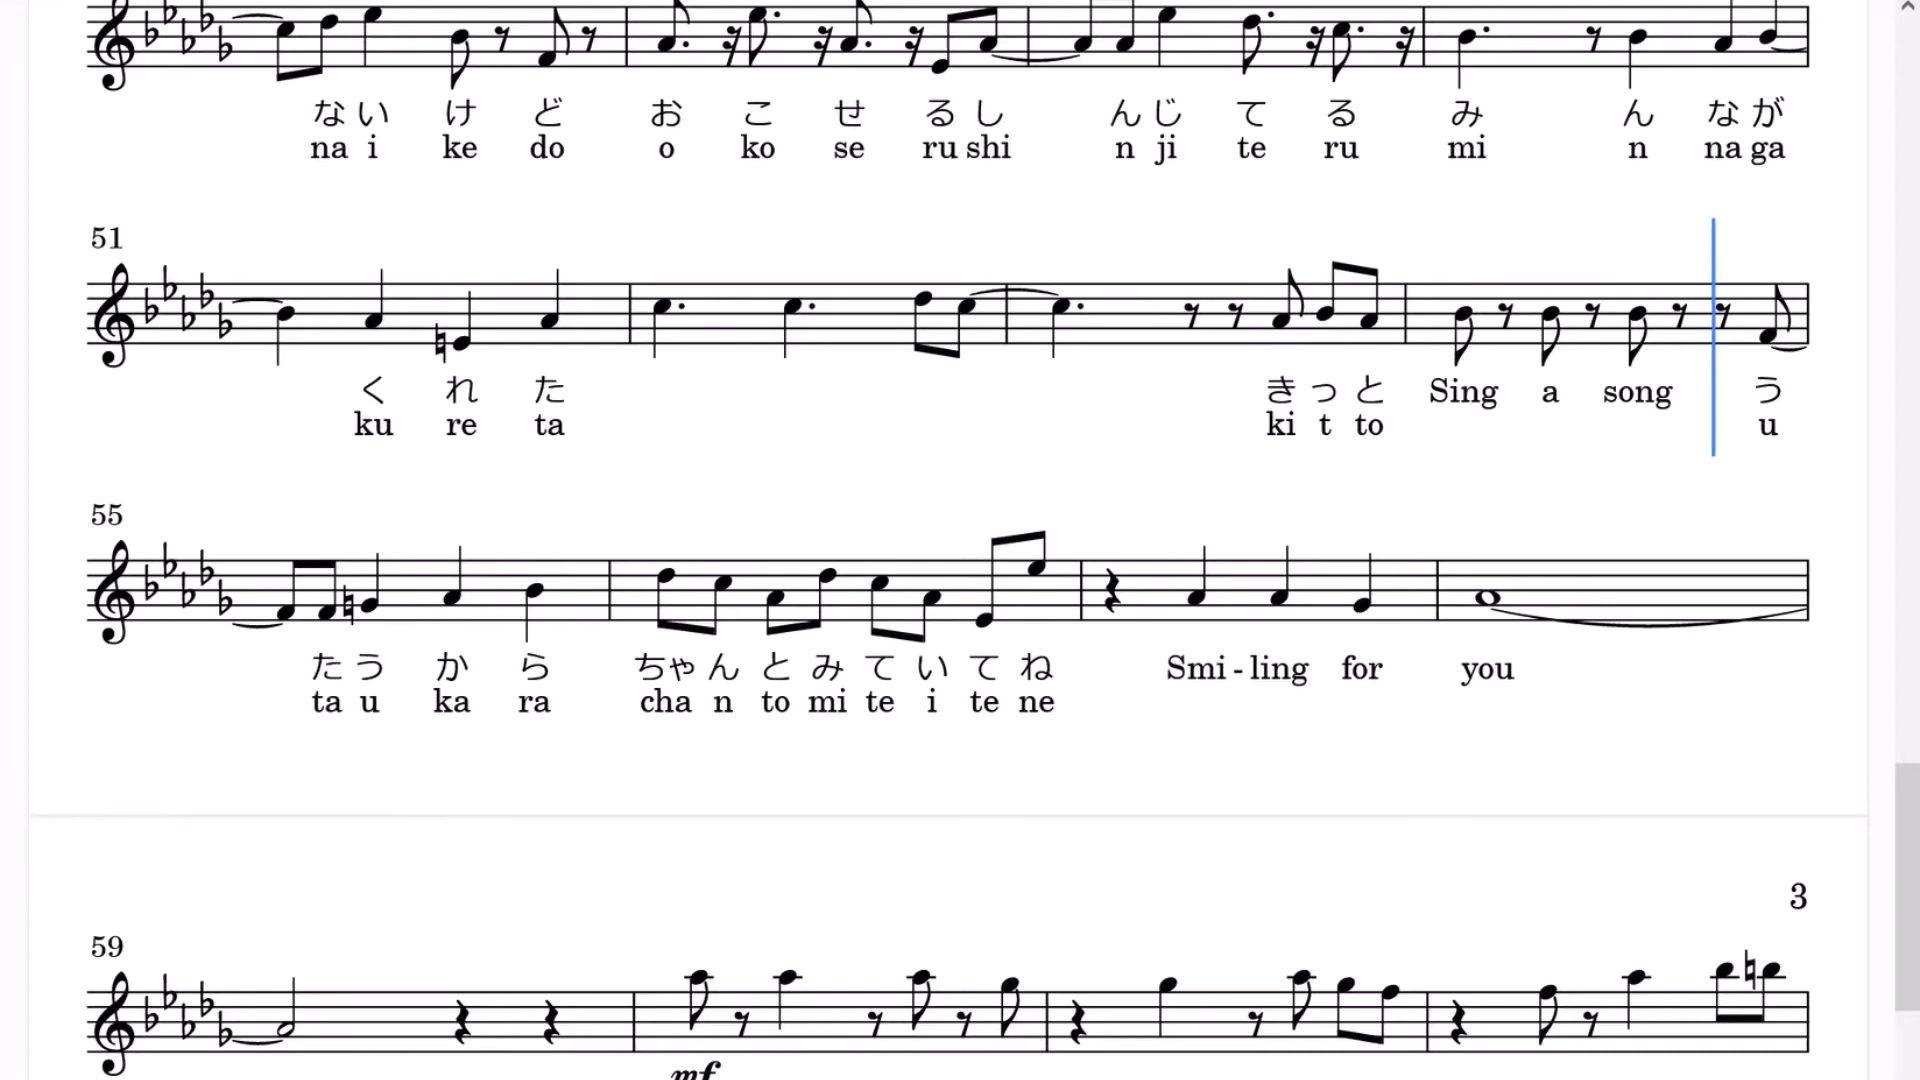 な い け ど お こ せ る し ん じ て る み ん な が
na i ke do o ko se ru shi n ji te ru mi n na ga
51
く れ た き っ と Sing a song う
ku re ta ki t to u
55
た う か ら ちゃ ん と み て い て ね Smi - ling for you
ta u ka ra cha n to mi te i te ne
3
59
mf